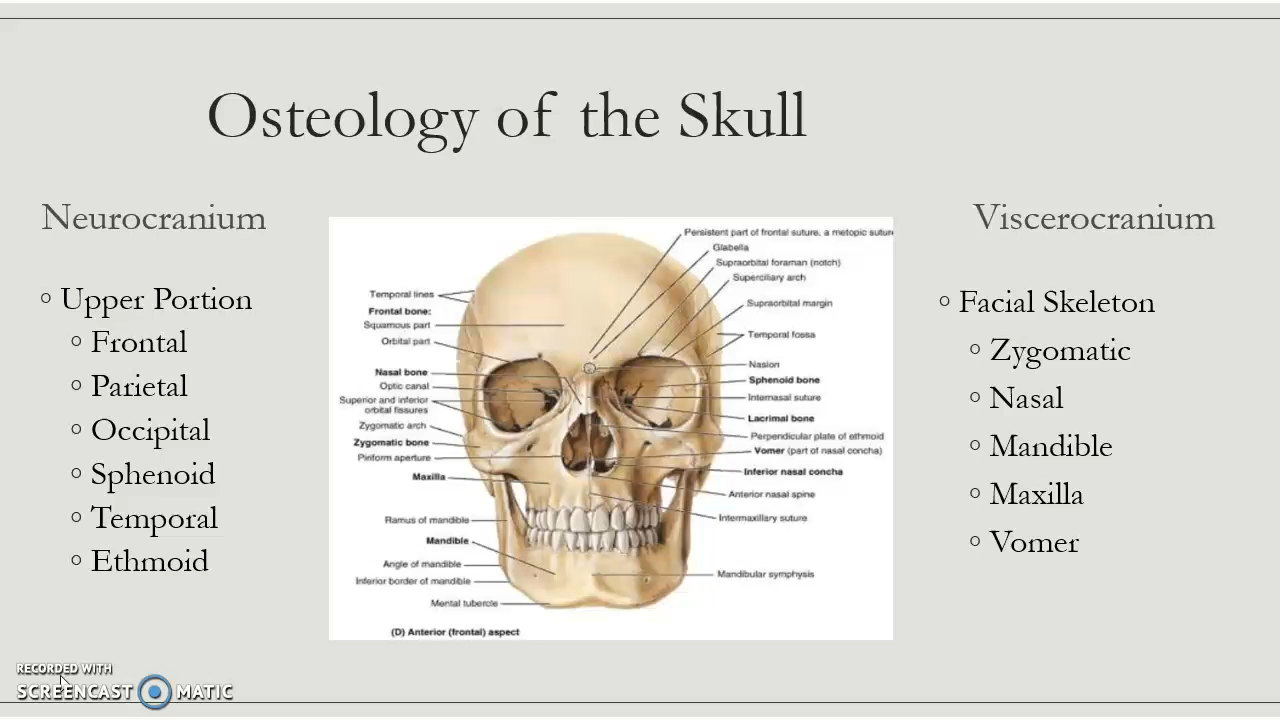 Osteology of the Skull
Neurocranium
◦ Upper Portion
◦ Frontal
◦ Parietal
◦ Occipital
◦ Sphenoid
◦ Temporal
◦ Ethmoid
Temporal lines
Frontal bone:
Squamous part
Orbital part
Nasal bone
Optic canal
Superior and inferior
orbital fissures
Zygomatic arch
Zygomatic bone
Piriform aperture
Maxilla
Ramus of mandible
Mandible
Angle of mandible
Inferior border of mandible
Mental tubercle
(D) Anterior (frontal) aspect
Persistent part of frontal suture, a metopic suture
Glabella
Supraorbital foraman (notch)
Superciliary arch
Supraorbital margin
Temporal fossa
Nasion
Sphenoid bone
Internasal suture
Lacrimal bone
Perpendicular plate of ethmoid
Vomer (part of nasal concha)
Inferior nasal concha
Anterior nasal spine
Intermaxillary suture
Mandibular symphysis
Viscerocranium
◦ Facial Skeleton
◦ Zygomatic
◦ Nasal
◦ Mandible
◦ Maxilla
◦ Vomer
RECORDED WITH
SCREENCAST MATIC